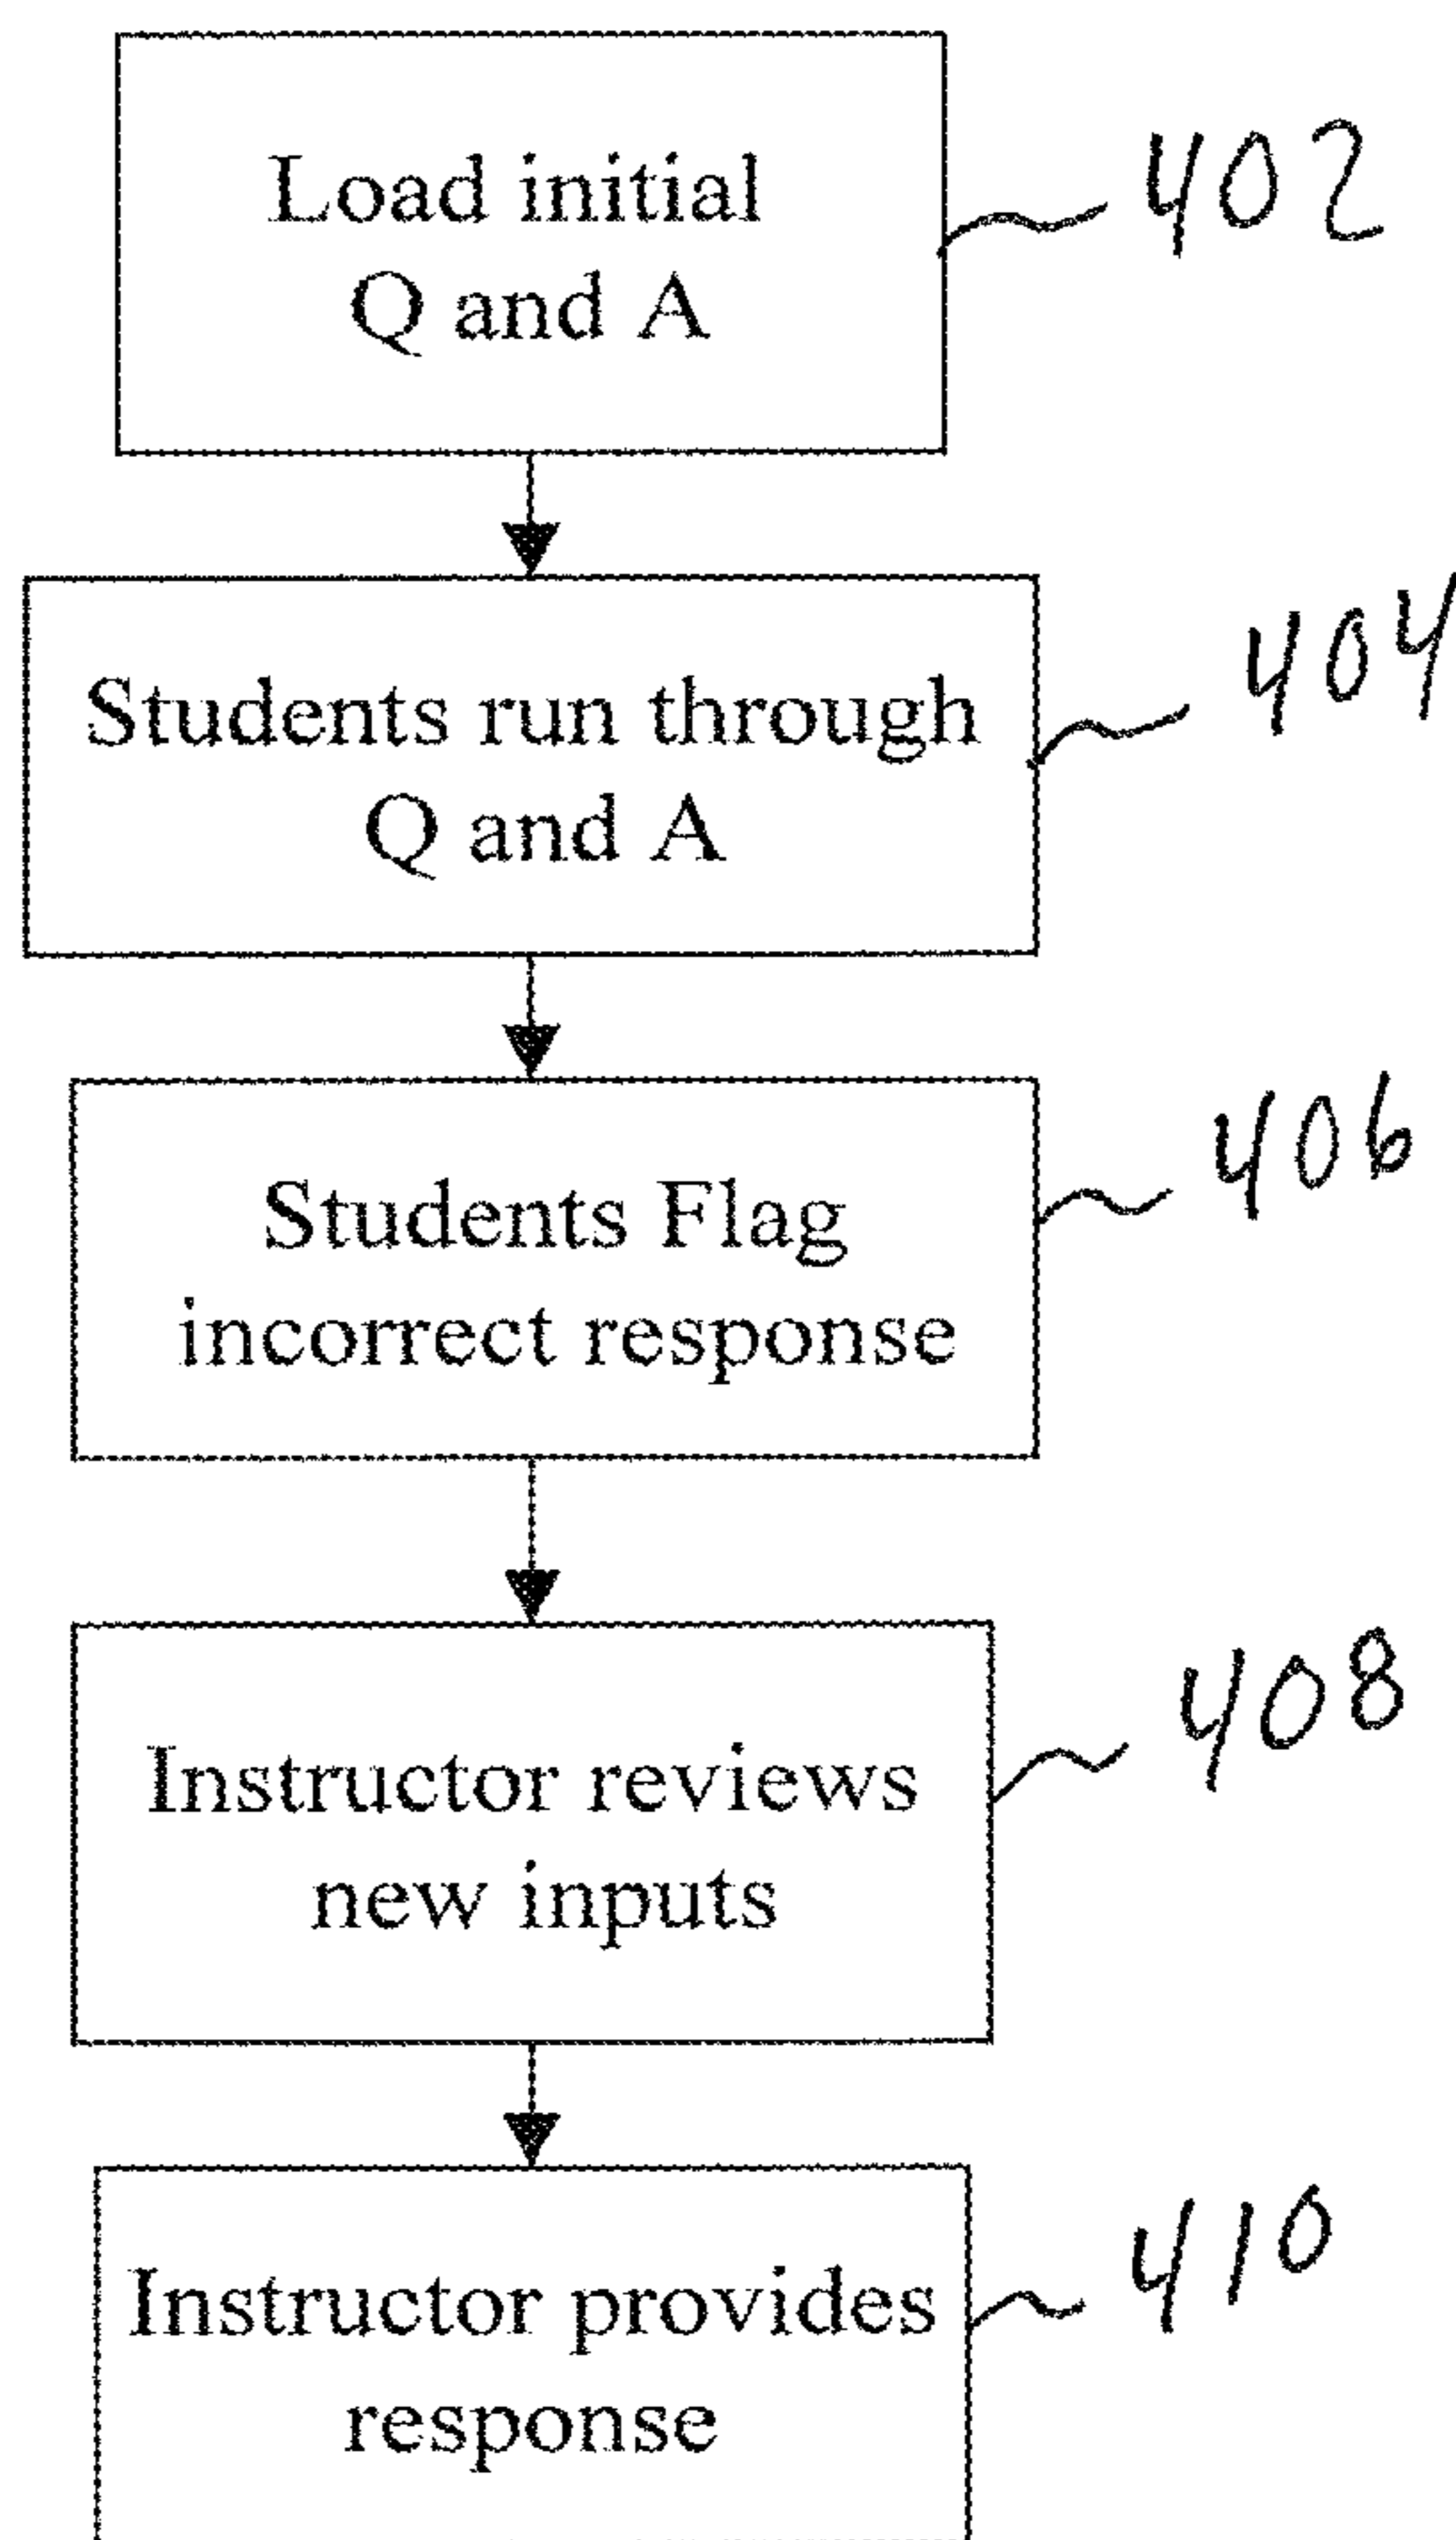 Load initial
Q and A
402
Students run through
Q and A
404
Students Flag
incorrect response
406
Instructor reviews
new inputs
408
Instructor provides
response
410